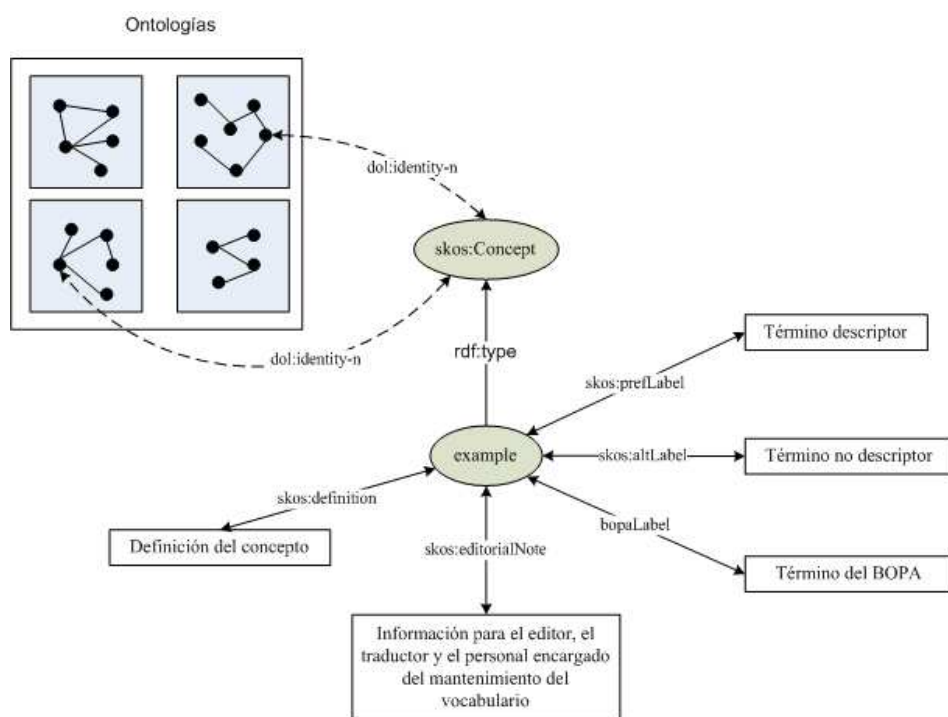 Ontologías
dol:identity-n
skos:Concept
dol:identity-n
rdf:type
Término descriptor
skos:prefLabel
example
skos:altLabel
Término no descriptor
skos:definition
bopaLabel
Definición del concepto
skos:editorialNote
Término del BOPA
Información para el editor, el
traductor y el personal encargado
del mantenimiento del
vocabulario